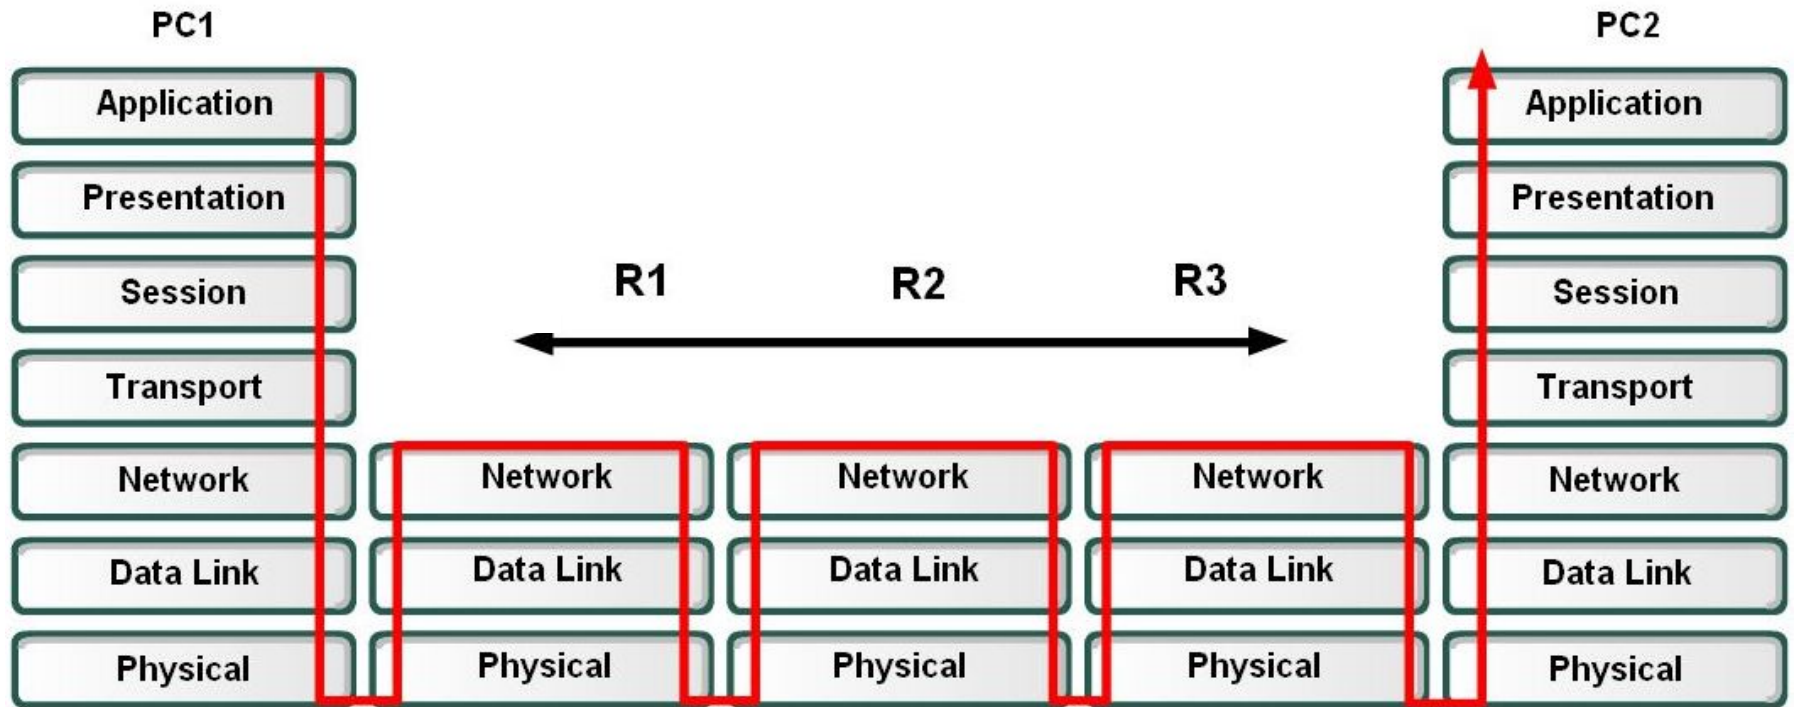 PC1
Application
Presentation
Session
Transport
Network
Data Link
Physical
R1
Network
Data Link
Physical
R2
Network
Data Link
Physical
R3
Network
Data Link
Physical
PC2
Application
Presentation
Session
Transport
Network
Data Link
Physical